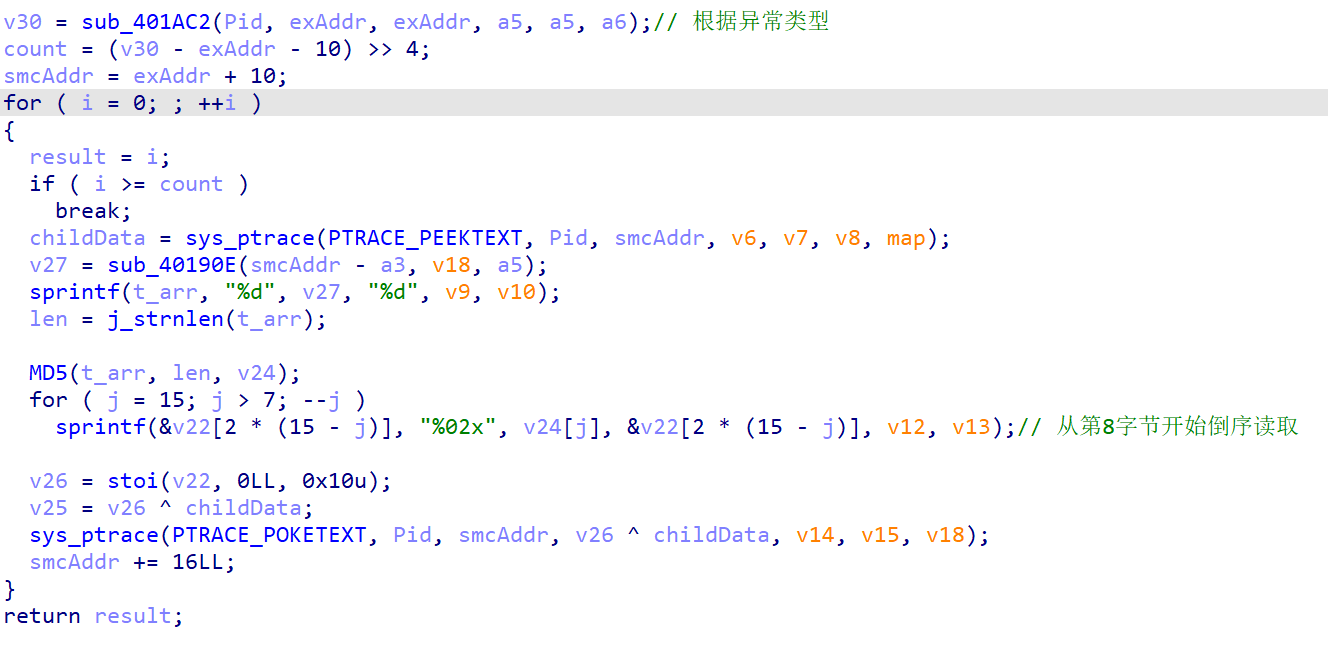 v30 = sub_401AC2(Pid, exAddr, exAddr, a5, a5, a6);// 根据异常类型
count = (v30 - exAddr - 10) >> 4;
smcAddr = exAddr + 10;
for ( i = 0; ; ++i )
{
  result = i;
  if ( i >= count )
    break;
  childData = sys_ptrace(PTRACE_PEEKTEXT, Pid, smcAddr, v6, v7, v8, map);
  v27 = sub_40190E(smcAddr - a3, v18, a5);
  sprintf(t_arr, "%d", v27, "%d", v9, v10);
  len = j_strnlen(t_arr);
  MD5(t_arr, len, v24);
  for ( j = 15; j > 7; --j )
    sprintf(&v22[2 * (15 - j)], "%02x", v24[j], &v22[2 * (15 - j)], v12, v13);// 从第8字节开始倒序读取
  v26 = stoi(v22, 0LL, 0x10u);
  v25 = v26 ^ childData;
  sys_ptrace(PTRACE_POKETEXT, Pid, smcAddr, v26 ^ childData, v14, v15, v18);
  smcAddr += 16LL;
}
return result;